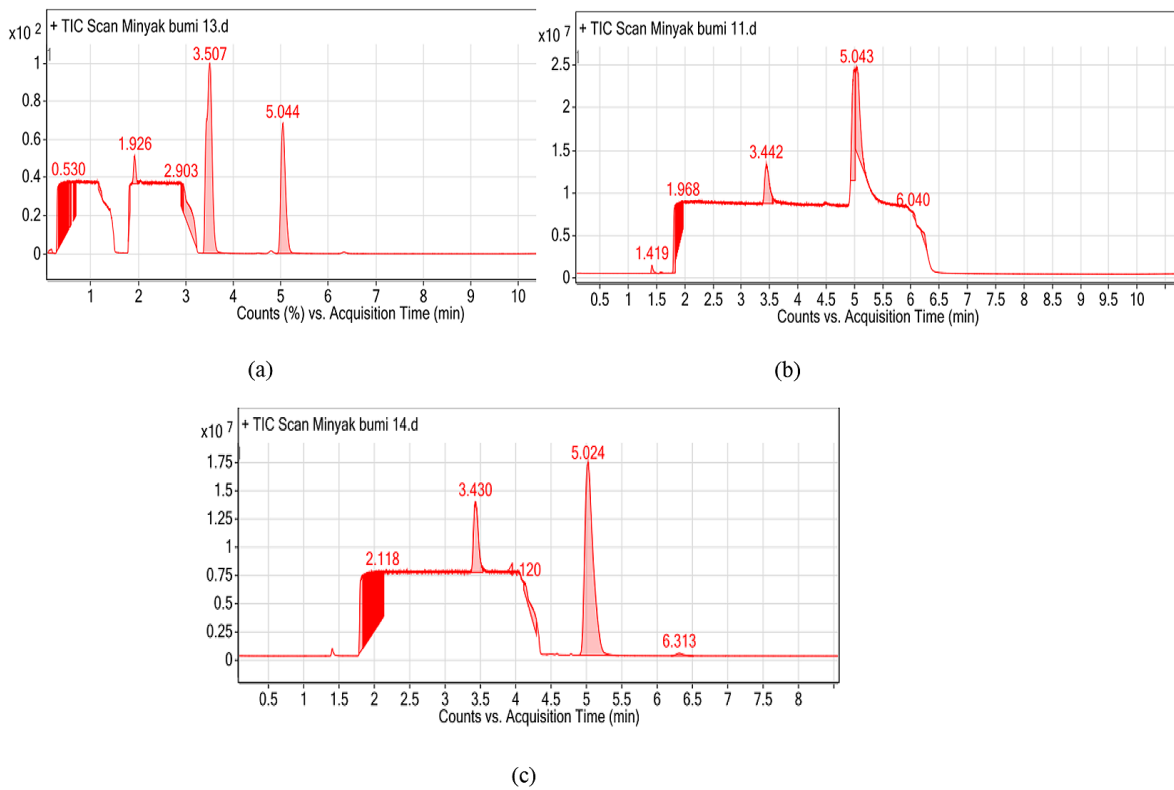 + TIC Scan Minyak bumi 13.d
x10 2
1
3.507
5.044
1.926
2.903
0.530
1
0.8
0.6
0.4
0.2
0
1 2 3 4 5 6 7 8 9 10
Counts (%) vs. Acquisition Time (min)
(a)
+ TIC Scan Minyak bumi 11.d
x10 7
1
5.043
3.442
1.968
6.040
1.419
2.5
2
1.5
1
0.5
0
0.5 1 1.5 2 2.5 3 3.5 4 4.5 5 5.5 6 6.5 7 7.5 8 8.5 9 9.5 10
Counts vs. Acquisition Time (min)
(b)
+ TIC Scan Minyak bumi 14.d
x10 7
5.024
3.430
2.118
4.120
6.313
1.75
1.5
1.25
1
0.75
0.5
0.25
0
0.5 1 1.5 2 2.5 3 3.5 4 4.5 5 5.5 6 6.5 7 7.5 8
Counts vs. Acquisition Time (min)
(c)